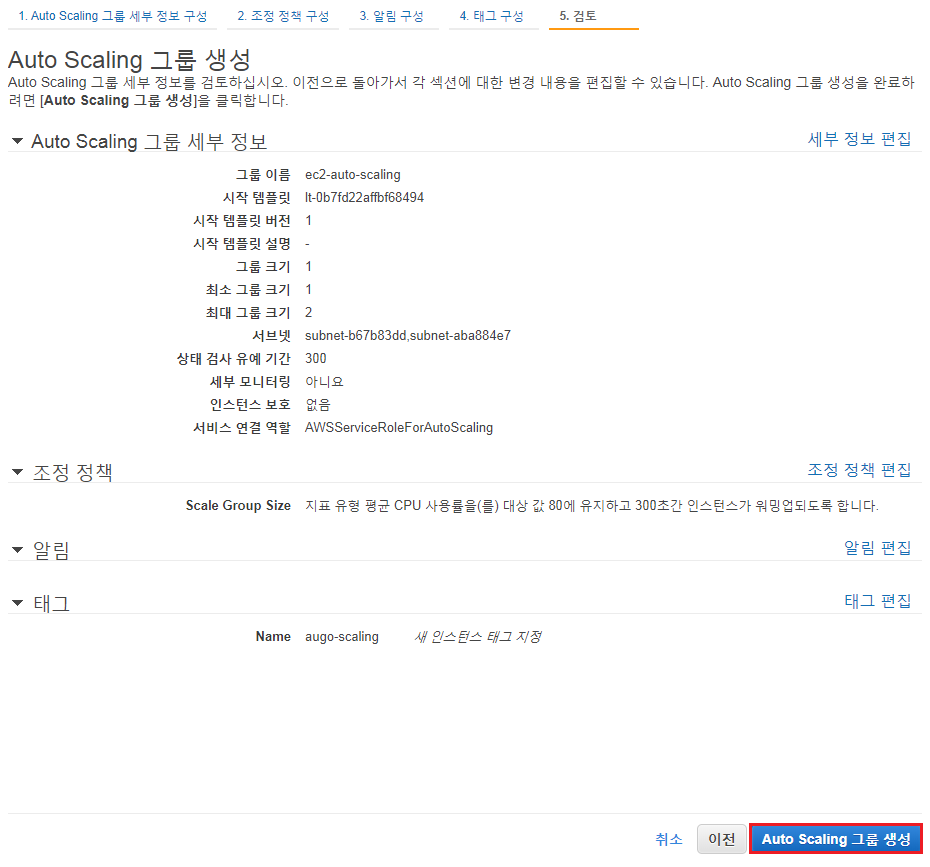 1. Auto Scaling 그룹 세부 정보 구성 2. 조정 정책 구성 3. 알림 구성 4. 태그 구성 5. 검토
Auto Scaling 그룹 생성
Auto Scaling 그룹 세부 정보를 검토하십시오. 이전으로 돌아가서 각 섹션에 대한 변경 내용을 편집할 수 있습니다. Auto Scaling 그룹 생성을 완료하
려면 [Auto Scaling 그룹 생성]을 클릭합니다.
Auto Scaling 그룹 세부 정보 세부 정보 편집
그룹 이름 ec2-auto-scaling
시작 템플릿 lt-0b7fd22affbf68494
시작 템플릿 버전 1
시작 템플릿 설명 -
그룹 크기 1
최소 그룹 크기 1
최대 그룹 크기 2
서브넷 subnet-b67b83dd,subnet-aba884e7
상태 검사 유예 기간 300
세부 모니터링 아니요
인스턴스 보호 없음
서비스 연결 역할 AWSServiceRoleForAutoScaling
조정 정책 조정 정책 편집
Scale Group Size 지표 유형 평균 CPU 사용률을(를) 대상 값 80에 유지하고 300초간 인스턴스가 워밍업되도록 합니다.
알림 알림 편집
태그 태그 편집
Name augo-scaling 새 인스턴스 태그 지정
취소 이전 Auto Scaling 그룹 생성